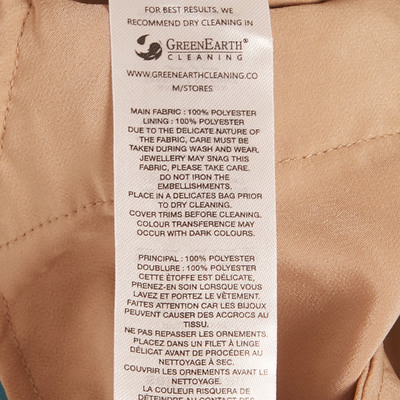 FOR BEST RESULTS, WE
RECOMMEND DRY CLEANING IN
GREENEARTH®
CLEANING
WWW.GREENEARTHCLEANING.CO
M/STORES
MAIN FABRIC : 100% POLYESTER
LINING : 100% POLYESTER
DUE TO THE DELICATE NATURE OF
THE FABRIC, CARE MUST BE
TAKEN DURING WASH AND WEAR.
JEWELLERY MAY SNAG THIS
FABRIC, PLEASE TAKE CARE.
DO NOT IRON THE
EMBELLISHMENTS.
PLACE IN A DELICATES BAG PRIOR
TO DRY CLEANING.
COVER TRIMS BEFORE CLEANING.
COLOUR TRANSFERENCE MAY
OCCUR WITH DARK COLOURS.
PRINCIPAL : 100% POLYESTER
DOUBLURE : 100% POLYESTER
CETTE ÉTOFFE EST DÉLICATE,
PRENEZ-EN SOIN LORSQUE VOUS
LAVEZ ET PORTEZ LE VÊTEMENT.
FAITES ATTENTION CAR LES BIJOUX
PEUVENT CAUSER DES ACCROCS AU
TISSU.
NE PAS REPASSER LES ORNEMENTS.
PLACEZ DANS UN FILET À LINGE
DÉLICAT AVANT DE PROCÉDER AU
NETTOYAGE À SEC.
COUVRIR LES ORNEMENTS AVANT LE
NETTOYAGE.
LA COULEUR RISQUERA DE
DÉTEINDRE AU CONTACT DES